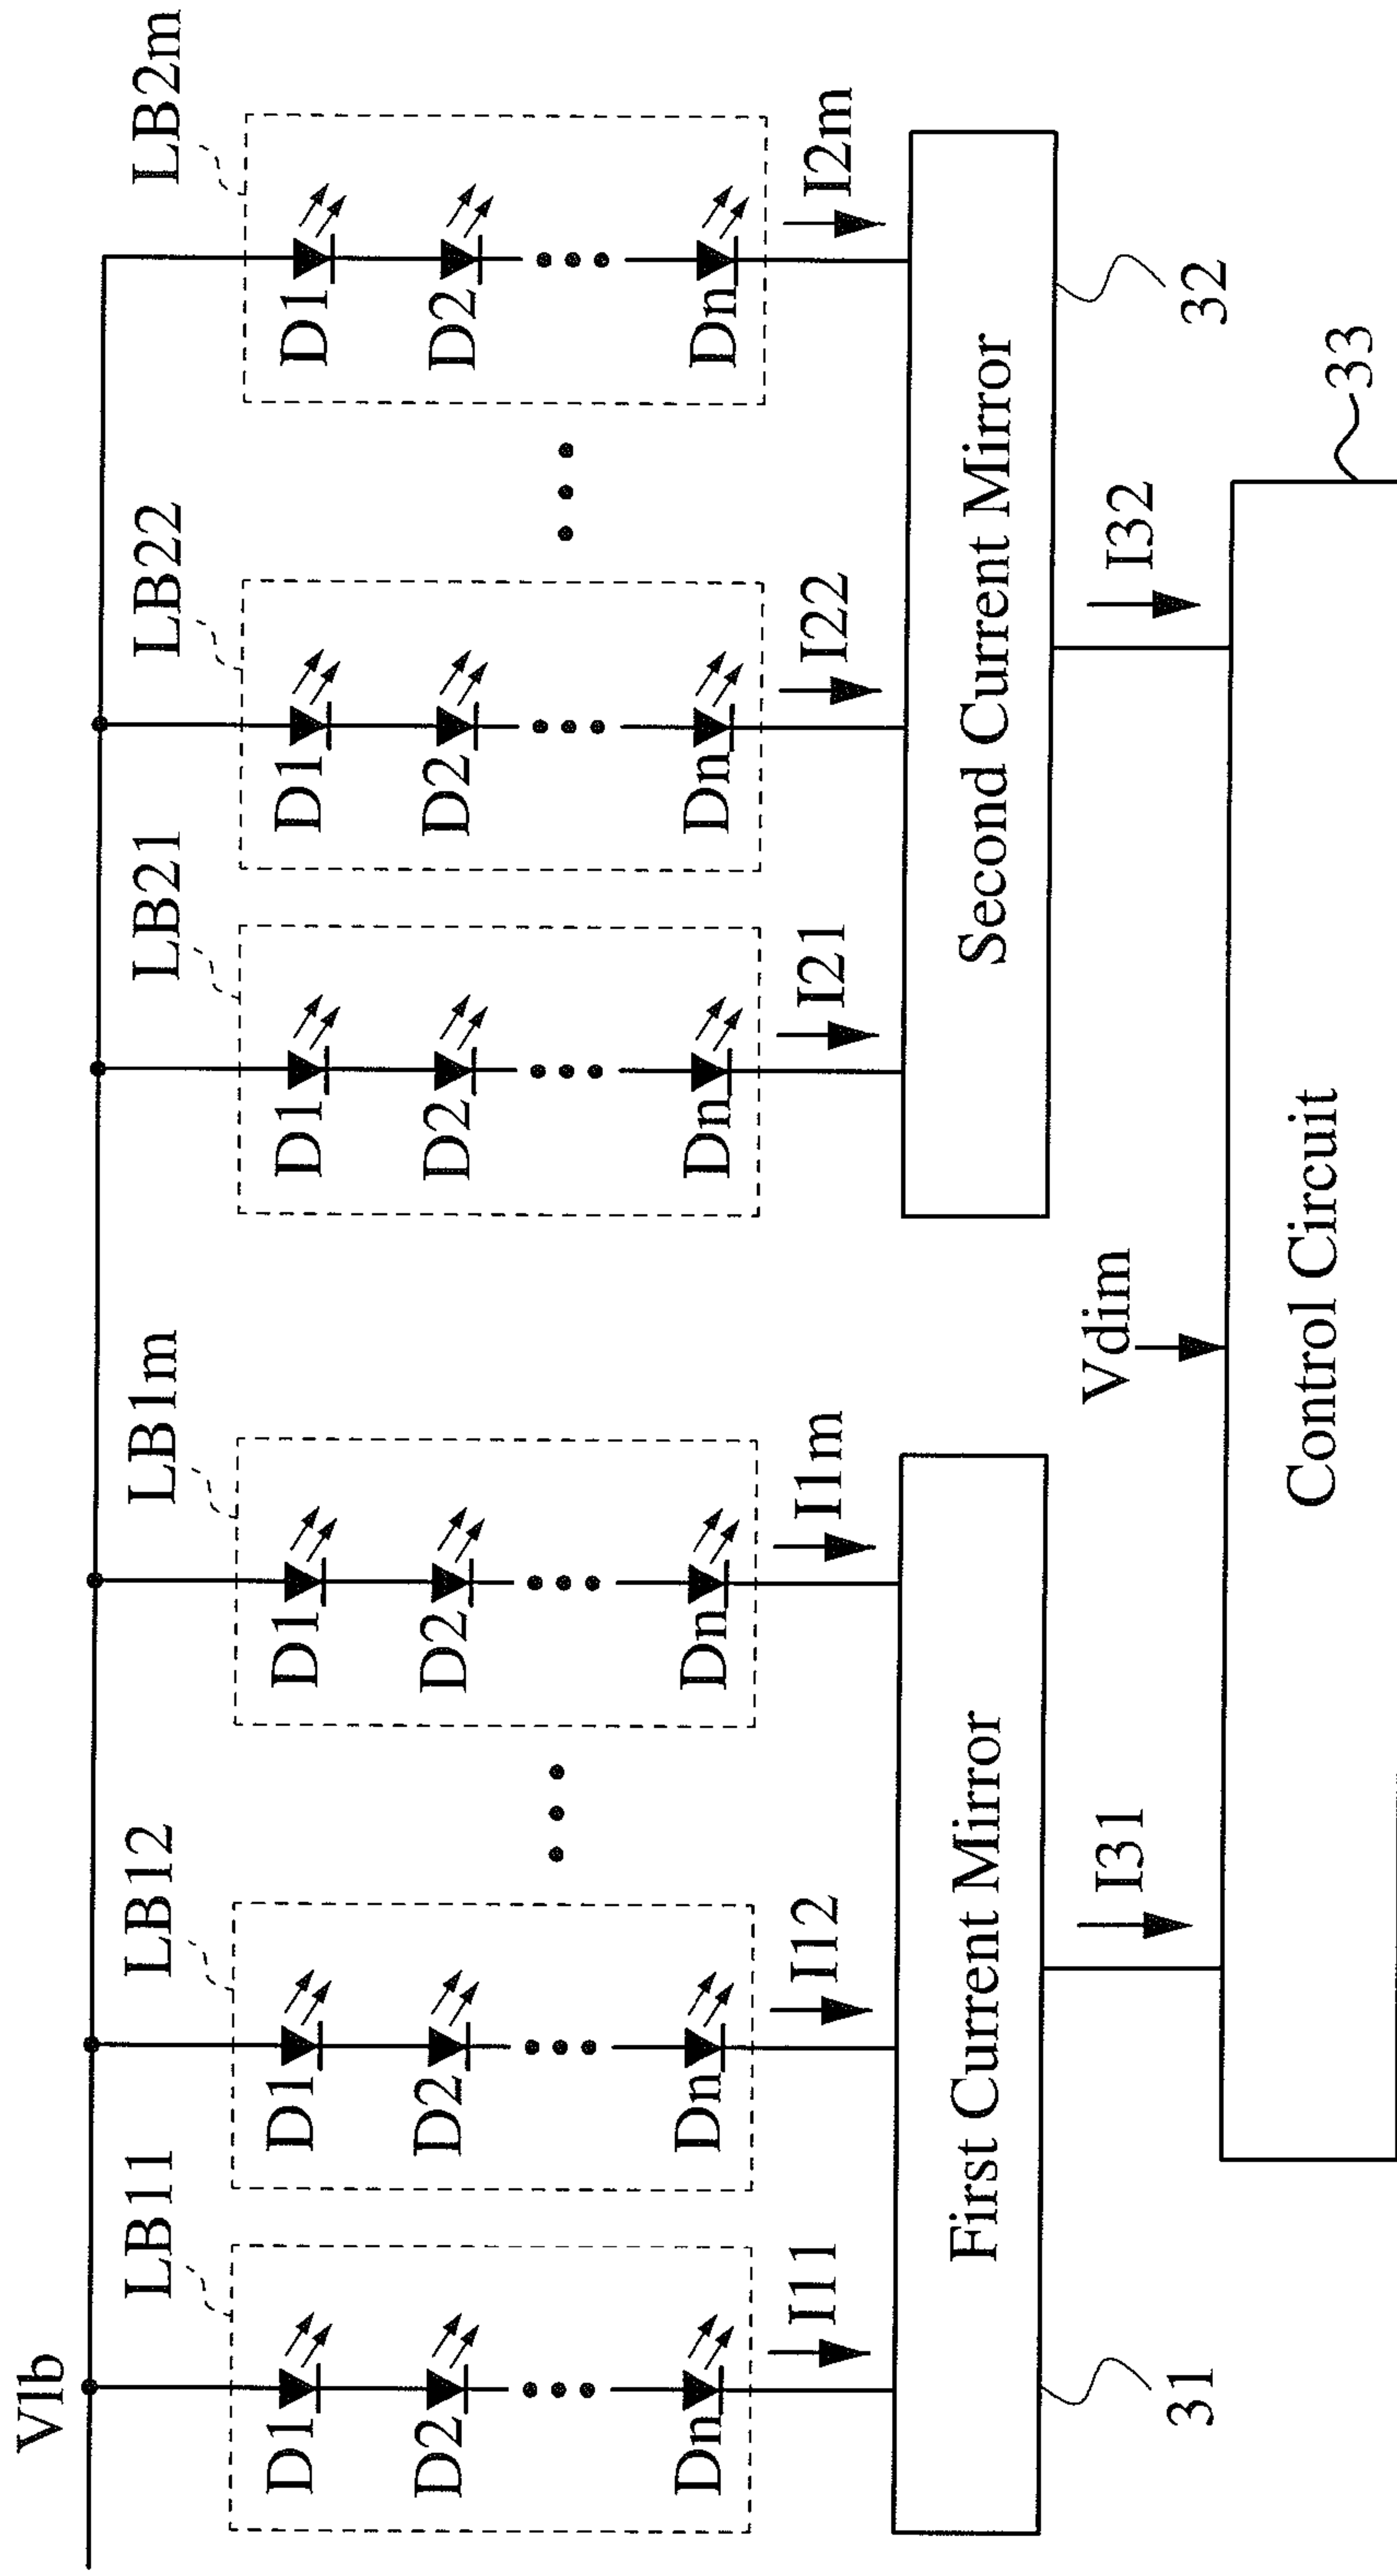 Vlb
LB11
LB12
LB1m
LB21
LB22
LB2m
D1
D1
D1
D1
D1
D1
D2
D2
D2
D2
D2
D2
Dn
Dn
Dn
Dn
Dn
Dn
I11
I12
I1m
I21
I22
I2m
First Current Mirror
Second Current Mirror
31
I31
Vdim
I32
32
Control Circuit
33